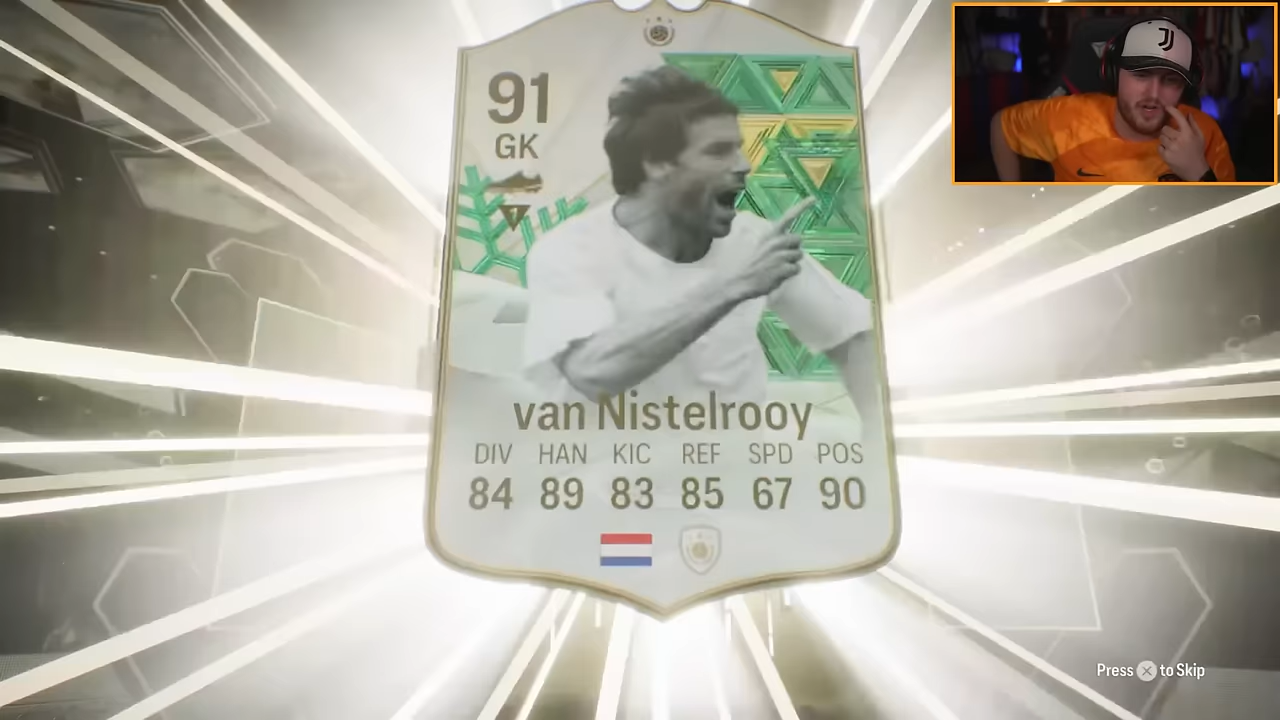 91
GK
van Nistelrooy
DIV HAN KIC REF SPD POS
84 89 83 85 67 90
Press X to Skip